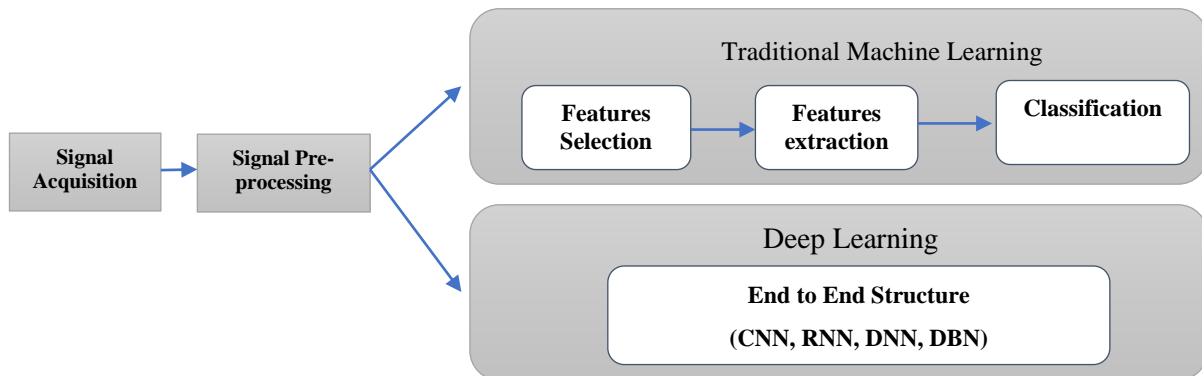 Signal
Acquisition
Signal Pre-
processing
Traditional Machine Learning
Features
Selection
Features
extraction
Classification
Deep Learning
End to End Structure
(CNN, RNN, DNN, DBN)